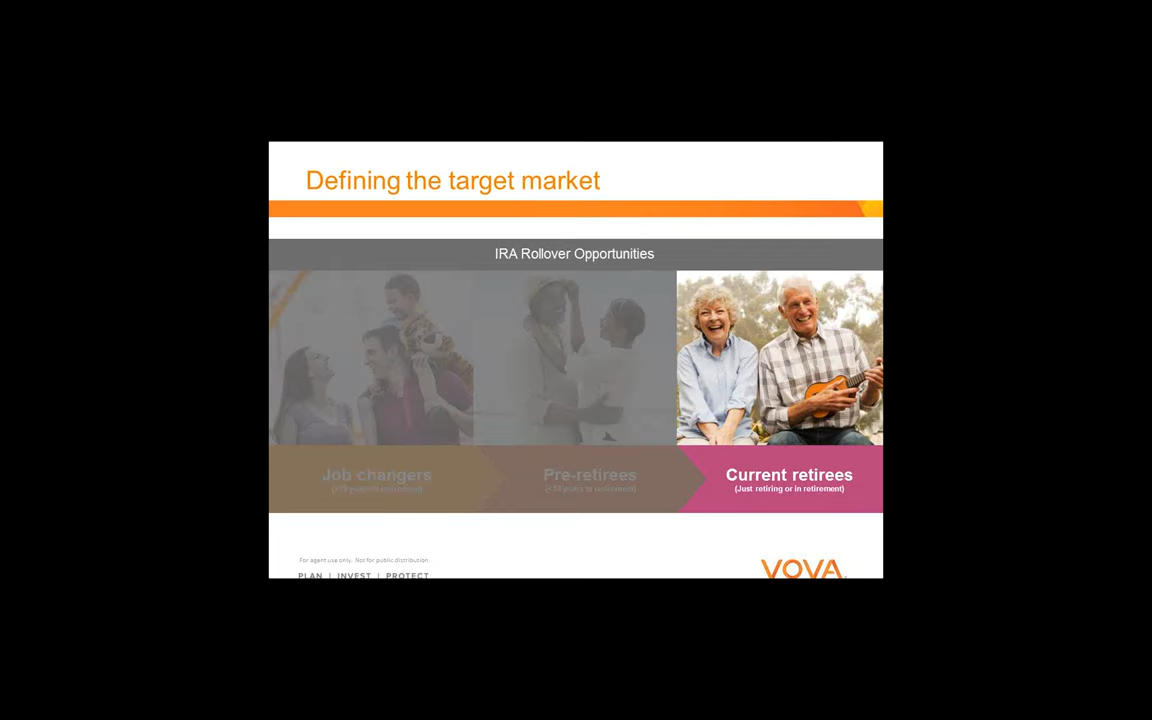 Defining the target market
IRA Rollover Opportunities
Job changers
Pre-retirees
Current retirees
(Just retiring or in retirement)
For agent use only. Not for public distribution.
PLAN | INVEST | PROTECT
VOYA